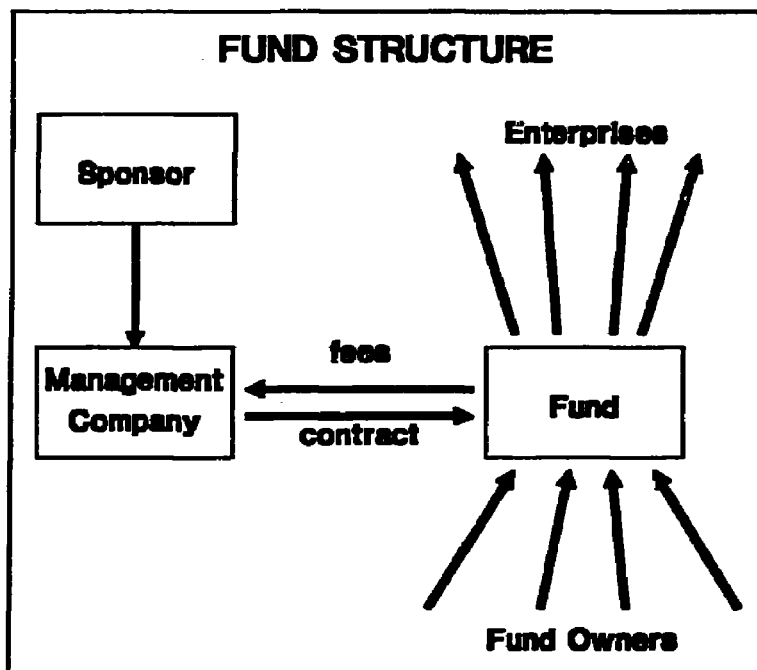 FUND STRUCTURE
Enterprises
Sponsor
fees
Management
Company
Fund
contract
Fund Owners